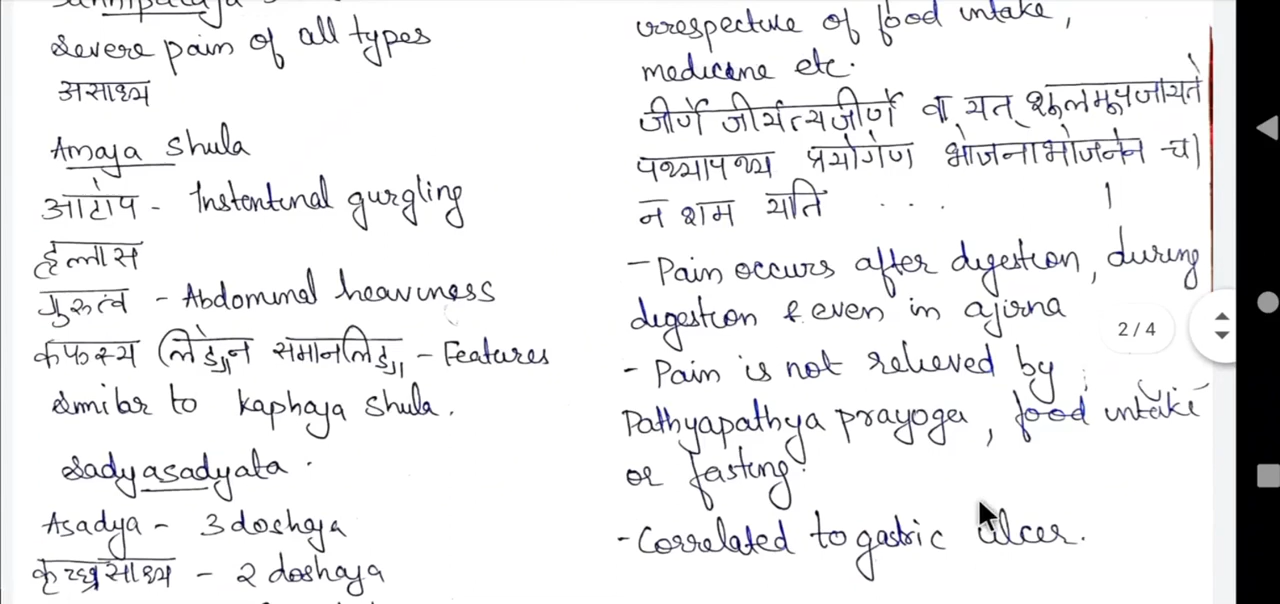 Sannipataja
Severe pain of all types
असाध्य
Amaja Shula
आटोप - Instentinal gurgling
हृल्लास
गुरुत्व - Abdominal heaviness
कफस्य लिङ्गेन समानलिङ्ग - Features
similar to Kaphaja Shula.
Sadyasadyata.
Asadya - 3 doshaja
कृच्छ्रसाध्य - 2 doshaja
irrespective of food intake,
medicine etc.
जीर्णे जीर्यत्यजीर्णे वा यत् शूलमूपजायते
पथ्यापथ्य प्रयोगेण भोजनाभोजनेन च।
न शम यति . . . . ।
- Pain occurs after digestion, during
digestion & even in ajirna
- Pain is not relieved by
Pathyapathya prayoga, food intake
or fasting.
- Correlated to gastric ulcer.
2/4